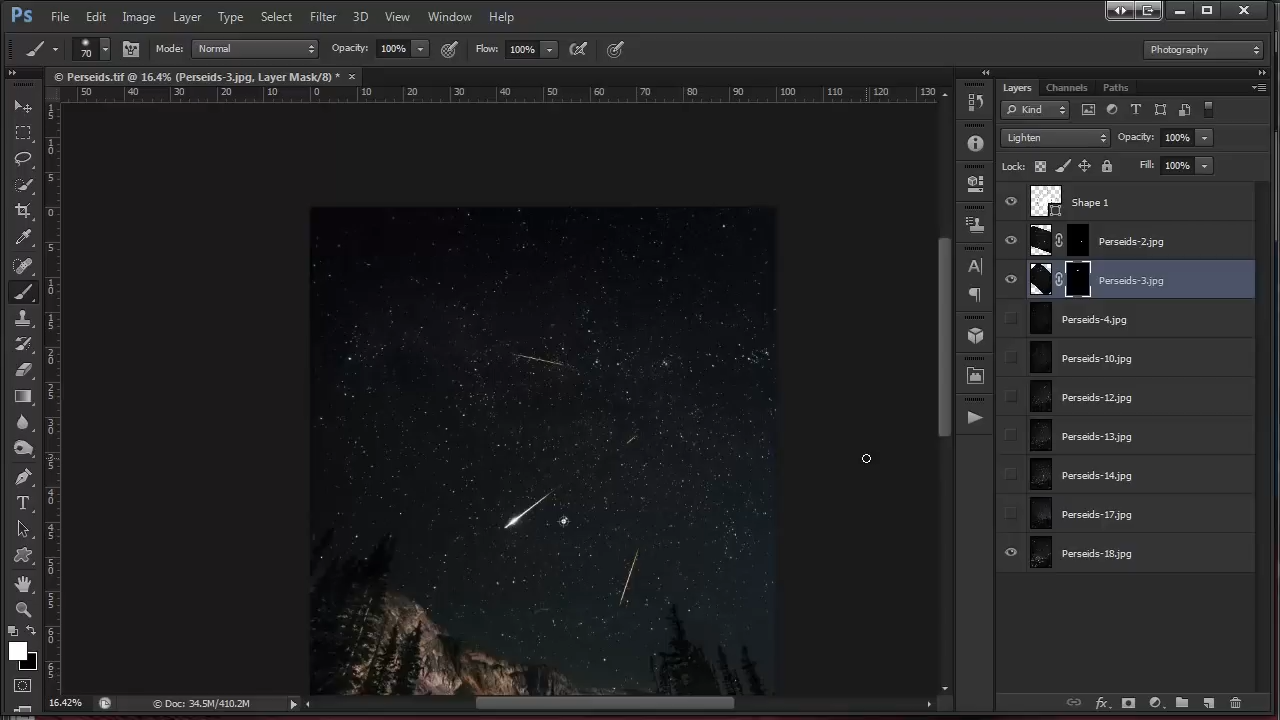 Ps File Edit Image Layer Type Select Filter 3D View Window Help
70 Mode: Normal Opacity: 100% Flow: 100% Photography
© Perseids.tif @ 16.4% (Perseids-3.jpg, Layer Mask/8) * ×
50 40 30 20 10 0 10 20 30 40 50 60 70 80 90 100 110 120 130
Layers Channels Paths
Kind
Lighten Opacity: 100%
Lock: Fill: 100%
Shape 1
Perseids-2.jpg
Perseids-3.jpg
Perseids-4.jpg
Perseids-10.jpg
Perseids-12.jpg
Perseids-13.jpg
Perseids-14.jpg
Perseids-17.jpg
Perseids-18.jpg
16.42% © Doc: 34.5M/410.2M